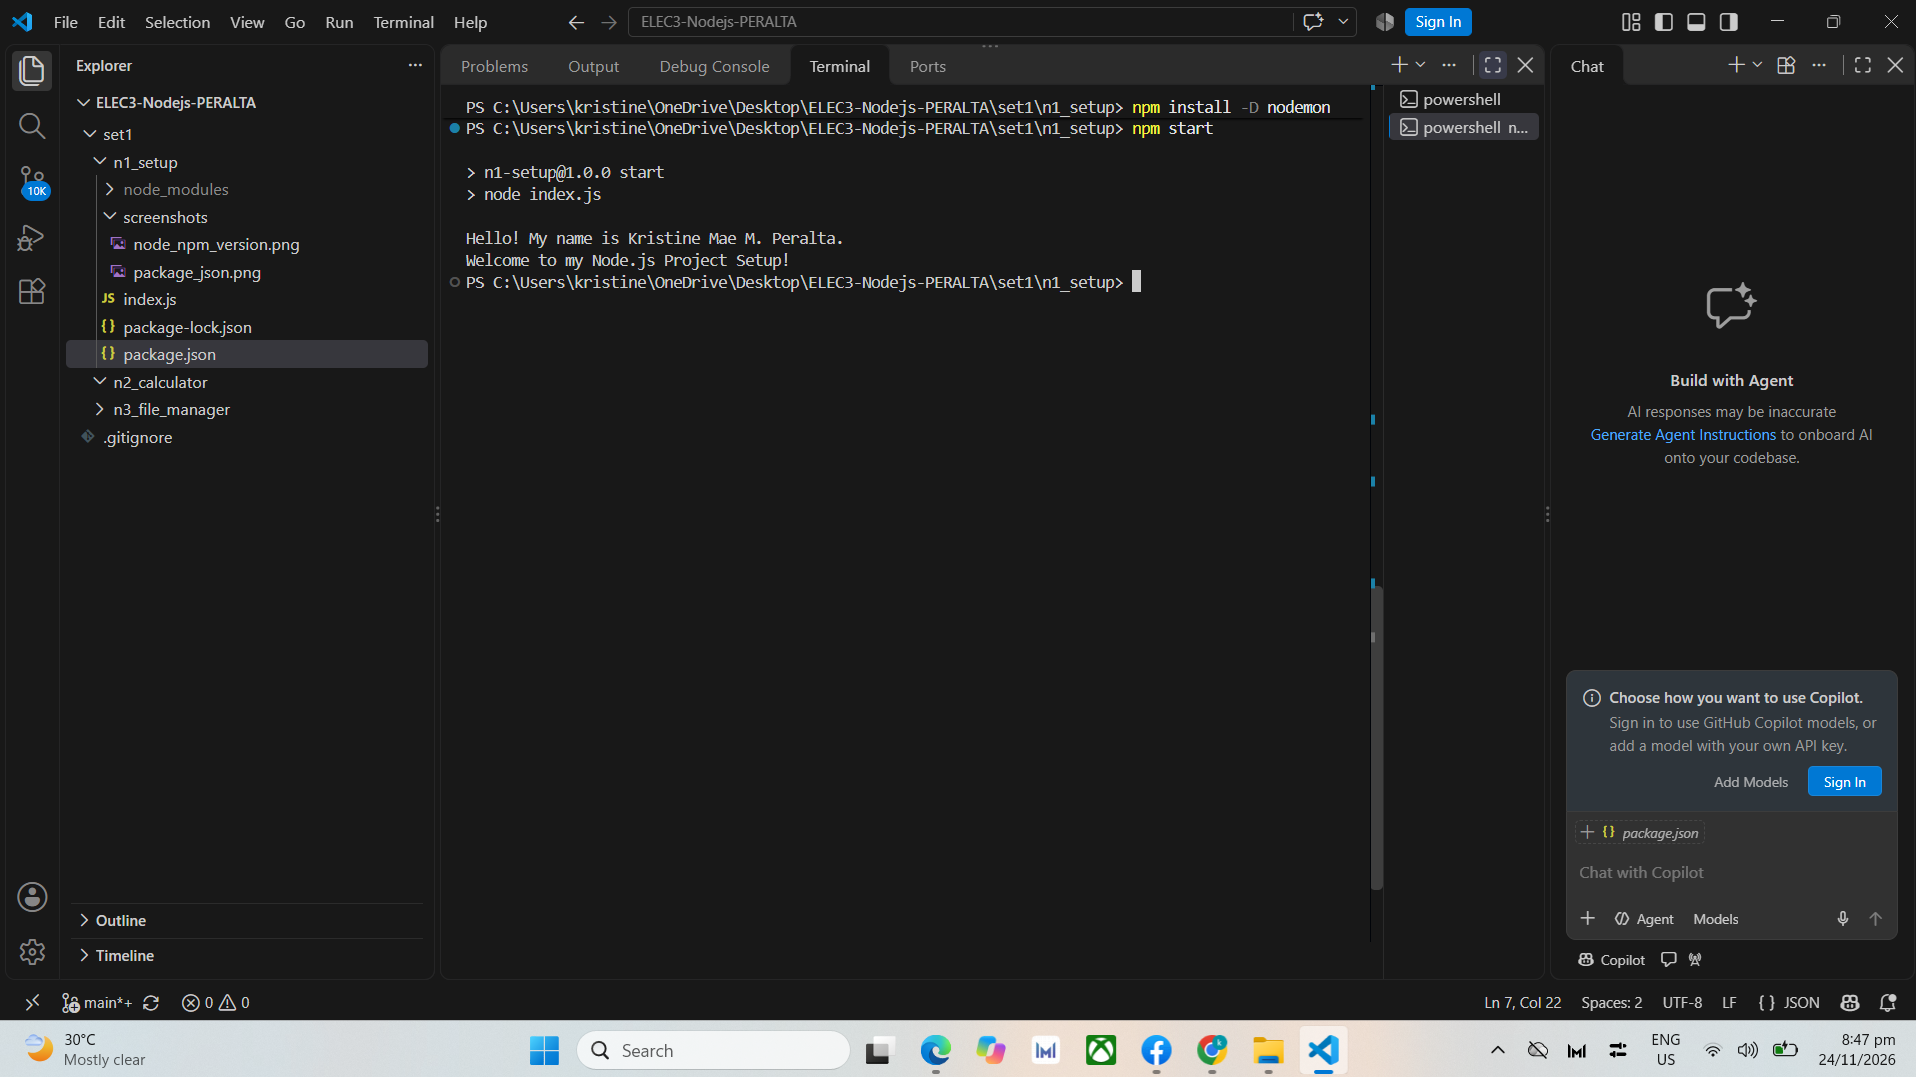 File Edit Selection View Go Run Terminal Help
ELEC3-Nodejs-PERALTA
Sign In
Explorer
ELEC3-Nodejs-PERALTA
set1
n1_setup
node_modules
screenshots
node_npm_version.png
package_json.png
JS index.js
{} package-lock.json
{} package.json
n2_calculator
n3_file_manager
.gitignore
10K
Outline
Timeline
Problems Output Debug Console Terminal Ports
PS C:\Users\kristine\OneDrive\Desktop\ELEC3-Nodejs-PERALTA\set1\n1_setup> npm install -D nodemon
PS C:\Users\kristine\OneDrive\Desktop\ELEC3-Nodejs-PERALTA\set1\n1_setup> npm start
> n1-setup@1.0.0 start
> node index.js
Hello! My name is Kristine Mae M. Peralta.
Welcome to my Node.js Project Setup!
PS C:\Users\kristine\OneDrive\Desktop\ELEC3-Nodejs-PERALTA\set1\n1_setup>
powershell
powershell n...
Chat
Build with Agent
AI responses may be inaccurate
Generate Agent Instructions to onboard AI
onto your codebase.
Choose how you want to use Copilot.
Sign in to use GitHub Copilot models, or
add a model with your own API key.
Add Models Sign In
{} package.json
Chat with Copilot
Agent Models
Copilot
main*+ 0 0
Ln 7, Col 22 Spaces: 2 UTF-8 LF {} JSON
30°C
Mostly clear
Search
k
ENG
US
8:47 pm
24/11/2026